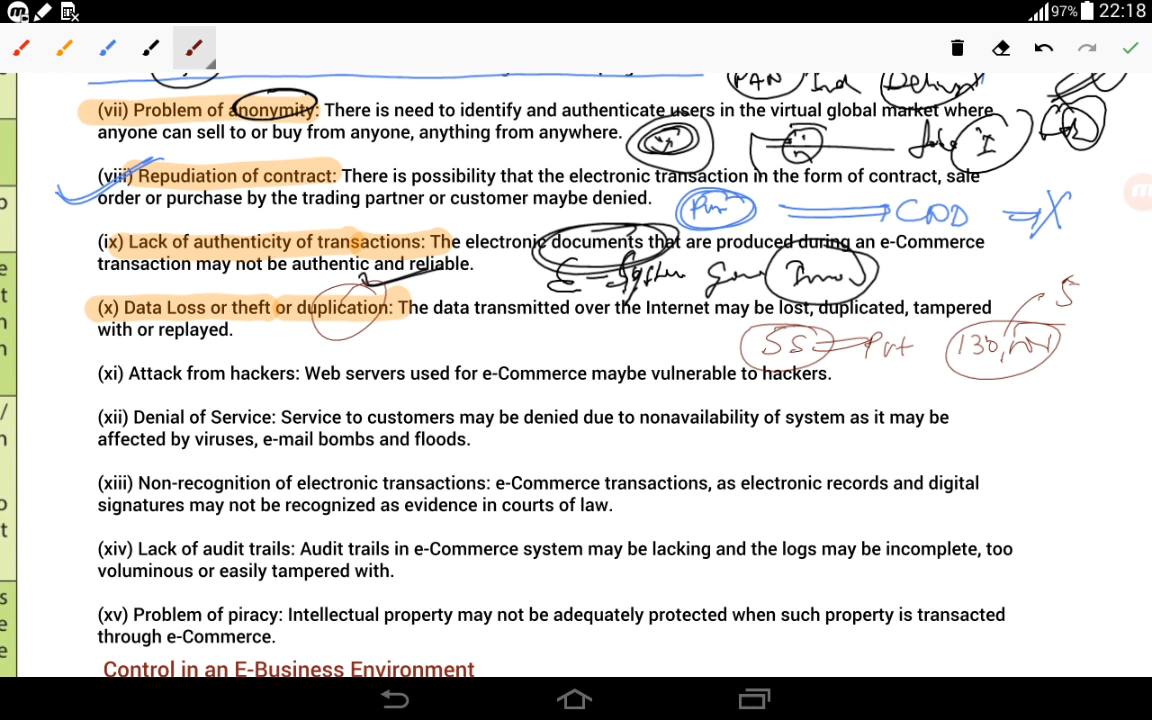 97% 22:18
PAN Ind
(vii) Problem of anonymity: There is need to identify and authenticate users in the virtual global market where
anyone can sell to or buy from anyone, anything from anywhere.
(viii) Repudiation of contract: There is possibility that the electronic transaction in the form of contract, sale
order or purchase by the trading partner or customer maybe denied.
COD X
(ix) Lack of authenticity of transactions: The electronic documents that are produced during an e-Commerce
transaction may not be authentic and reliable.
E - System
(x) Data Loss or theft or duplication: The data transmitted over the Internet may be lost, duplicated, tampered
with or replayed.
(xi) Attack from hackers: Web servers used for e-Commerce maybe vulnerable to hackers.
(xii) Denial of Service: Service to customers may be denied due to nonavailability of system as it may be
affected by viruses, e-mail bombs and floods.
(xiii) Non-recognition of electronic transactions: e-Commerce transactions, as electronic records and digital
signatures may not be recognized as evidence in courts of law.
(xiv) Lack of audit trails: Audit trails in e-Commerce system may be lacking and the logs may be incomplete, too
voluminous or easily tampered with.
(xv) Problem of piracy: Intellectual property may not be adequately protected when such property is transacted
through e-Commerce.
Control in an E-Business Environment